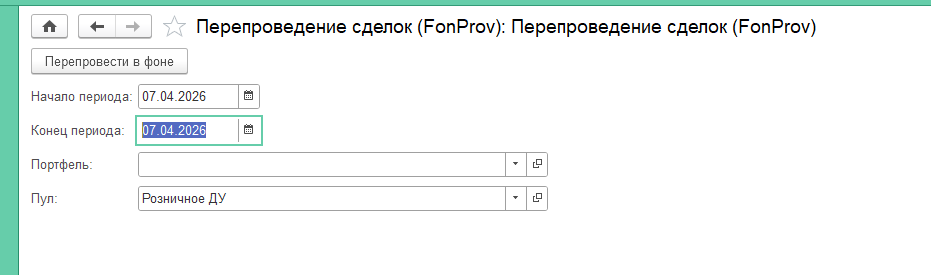 Перепроведение сделок (FonProv): Перепроведение сделок (FonProv)
Перепровести в фоне
Начало периода: 07.04.2026
Конец периода: 07.04.2026
Портфель:
Пул: Розничное ДУ